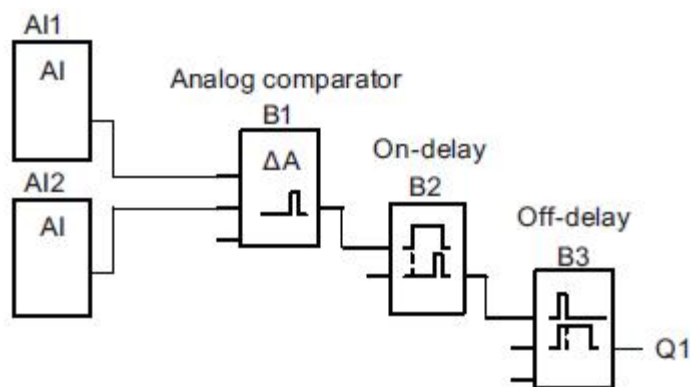 AI1
AI
Analog comparator
B1
ΔA
AI2
AI
On-delay
B2
Off-delay
B3
Q1